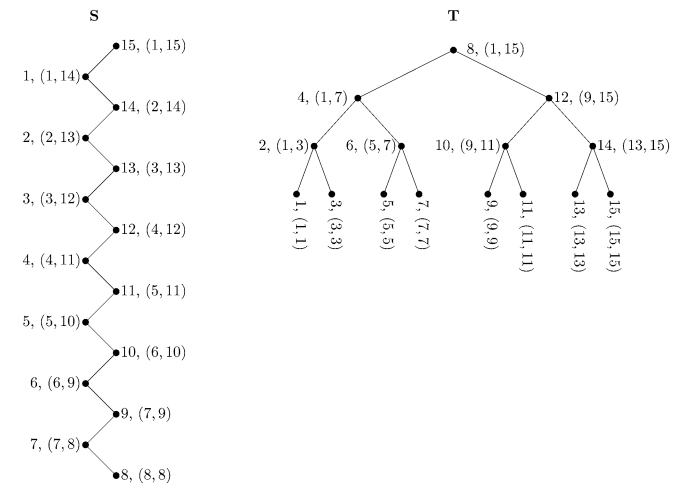 S
15, (1, 15)
1, (1, 14)
14, (2, 14)
2, (2, 13)
13, (3, 13)
3, (3, 12)
12, (4, 12)
4, (4, 11)
11, (5, 11)
5, (5, 10)
10, (6, 10)
6, (6, 9)
9, (7, 9)
7, (7, 8)
8, (8, 8)
T
8, (1, 15)
4, (1, 7)
12, (9, 15)
2, (1, 3)
6, (5, 7)
10, (9, 11)
14, (13, 15)
1, (1, 1)
3, (3, 3)
5, (5, 5)
7, (7, 7)
9, (9, 9)
11, (11, 11)
13, (13, 13)
15, (15, 15)